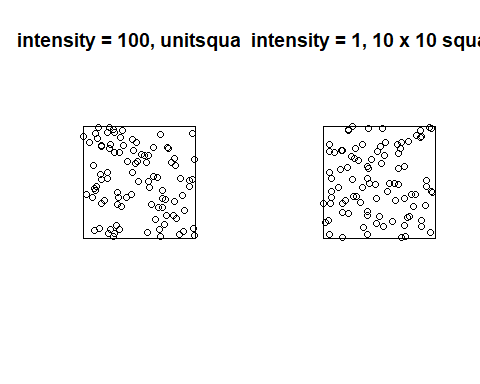 intensity = 100, unitsqua
intensity = 1, 10 x 10 squa